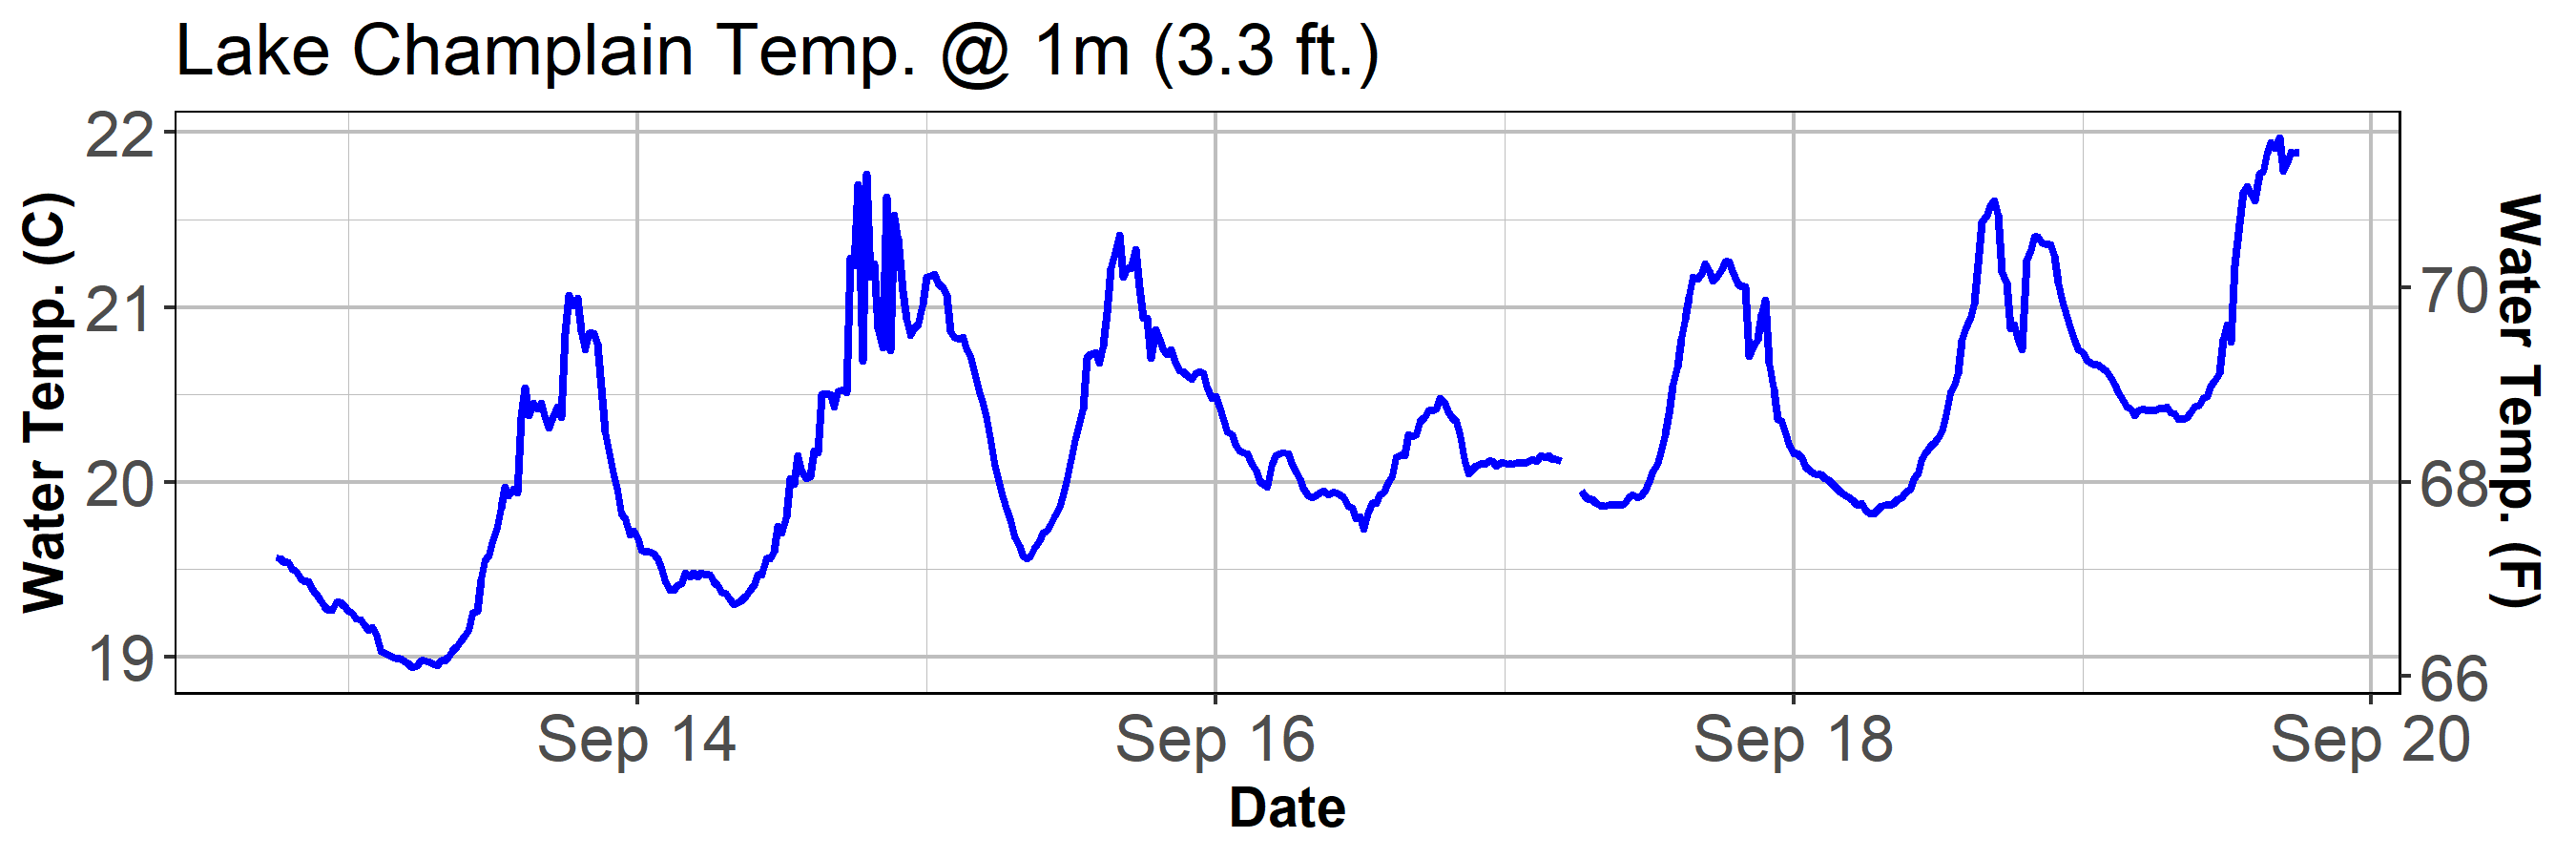 Lake Champlain Temp. @ 1m (3.3 ft.)
Water Temp. (C)
22
21
20
19
70
68
66
Water Temp. (F)
Sep 14 Sep 16 Sep 18 Sep 20
Date